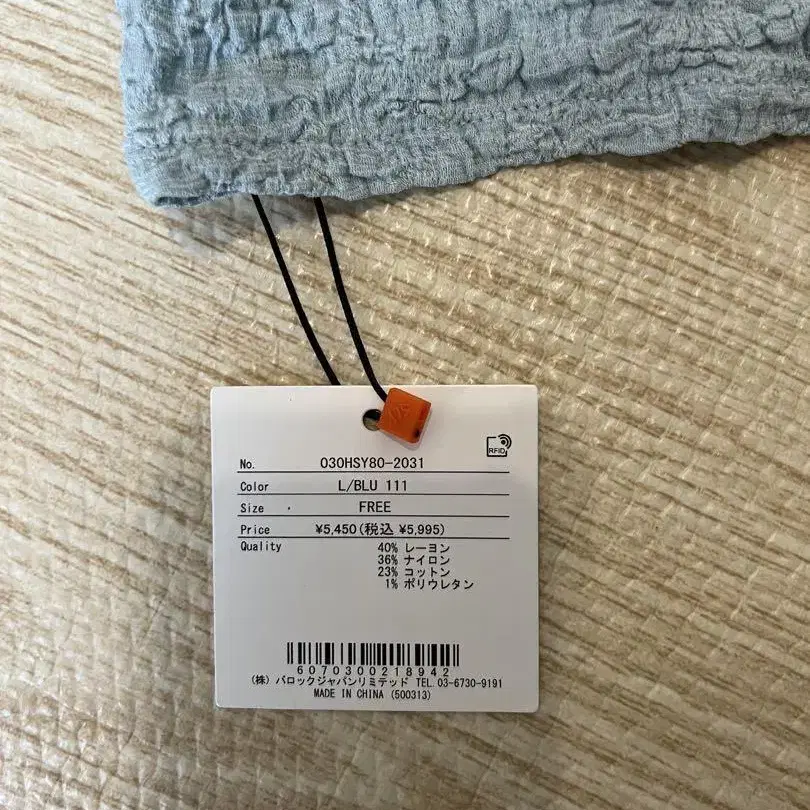 RFID
No. 030HSY80-2031
Color L/BLU 111
Size FREE
Price ¥5,450(税込 ¥5,995)
Quality 40% レーヨン
36% ナイロン
23% コットン
1% ポリウレタン
6070300218942
(株) バロックジャパンリミテッド TEL.03-6730-9191
MADE IN CHINA (500313)